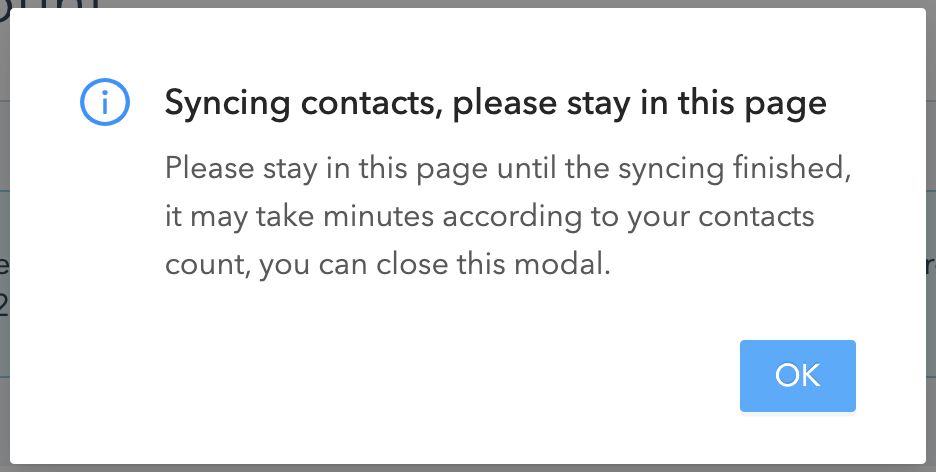 Syncing contacts, please stay in this page
Please stay in this page until the syncing finished,
it may take minutes according to your contacts
count, you can close this modal.
OK